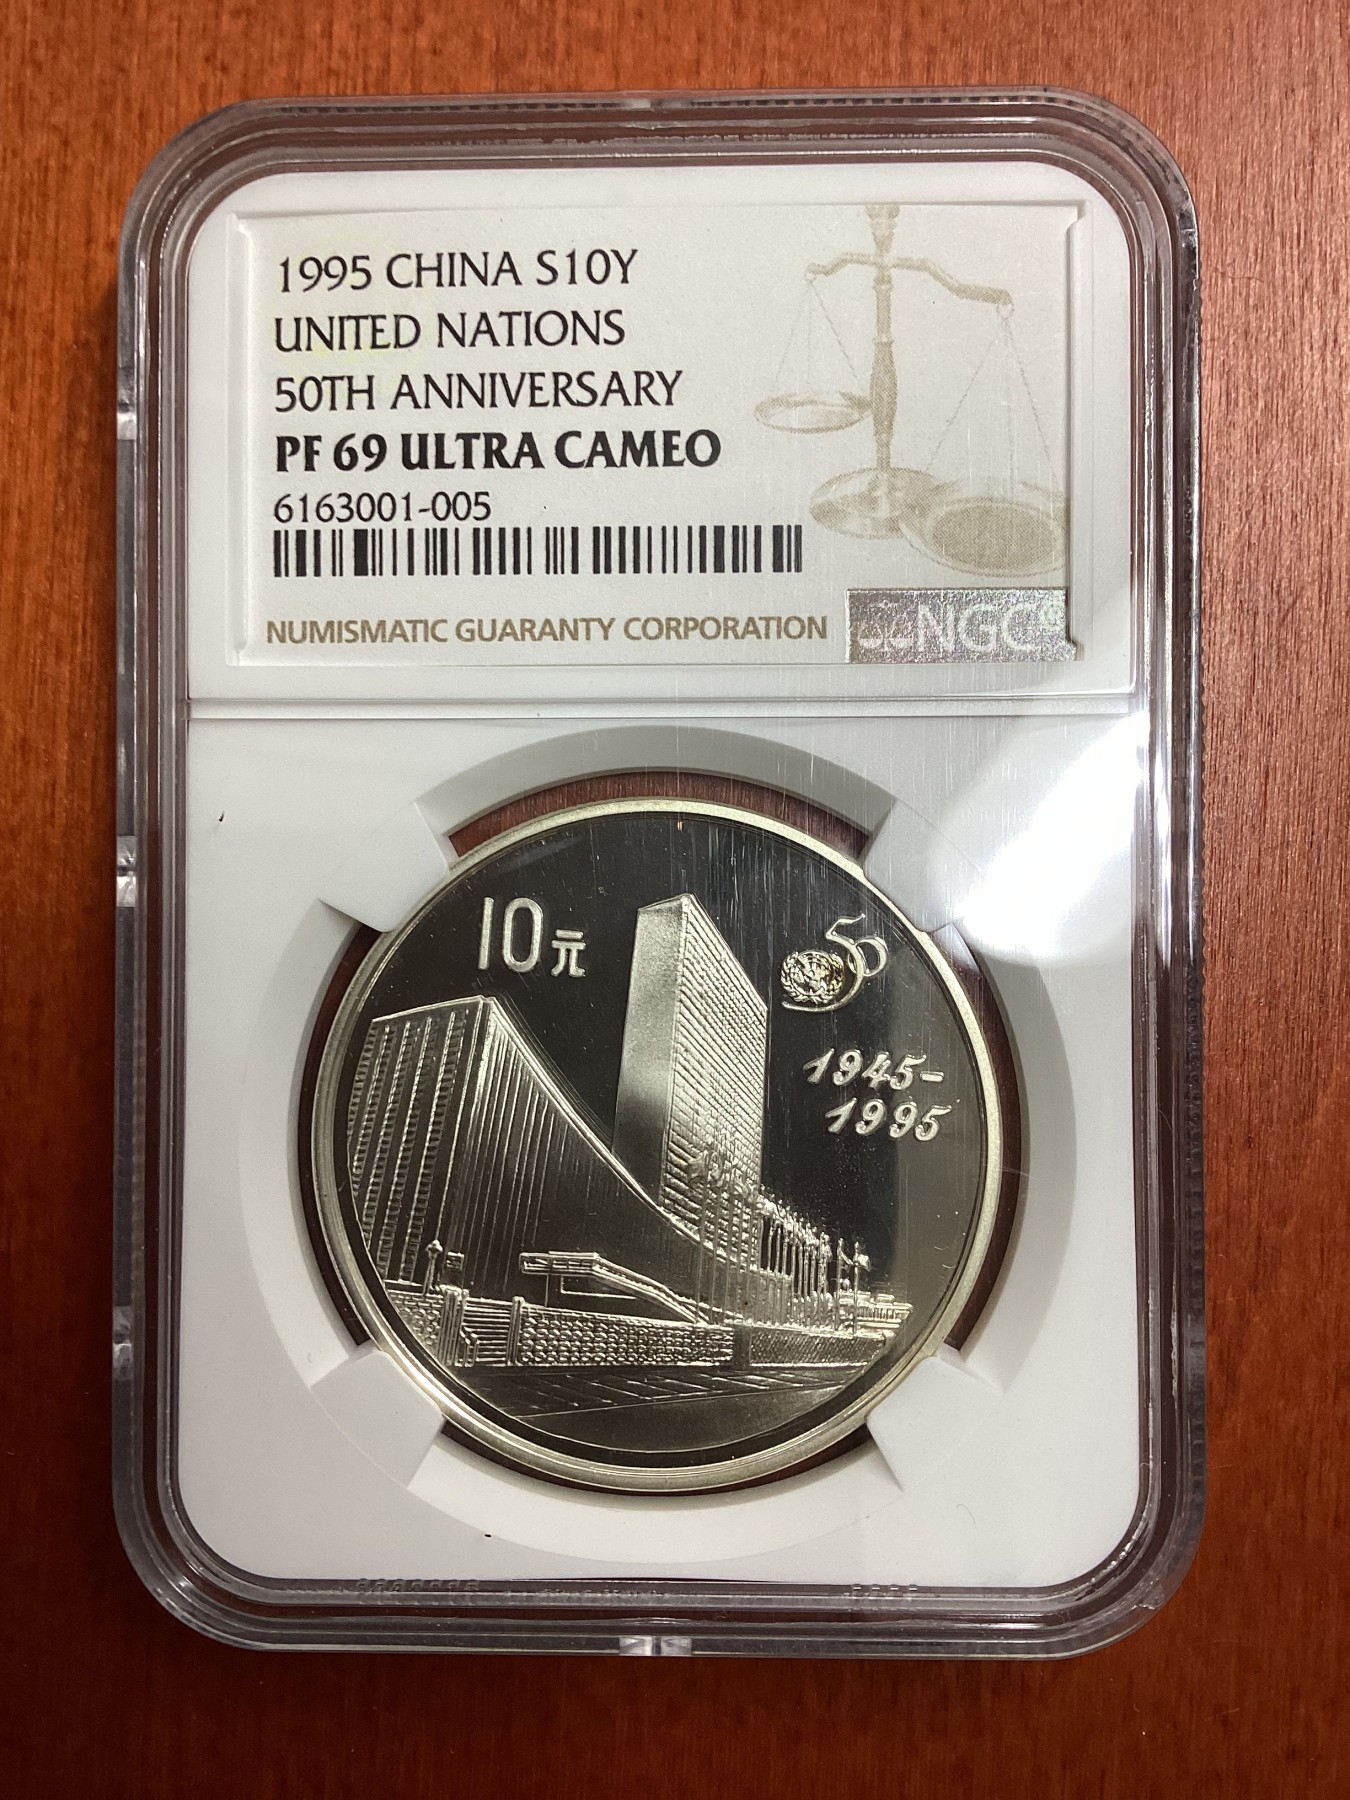 1995 CHINA S10Y
UNITED NATIONS
50TH ANNIVERSARY
PF 69 ULTRA CAMEO
6163001-005
NUMISMATIC GUARANTY CORPORATION
NGC®
10元
50
1945-
1995